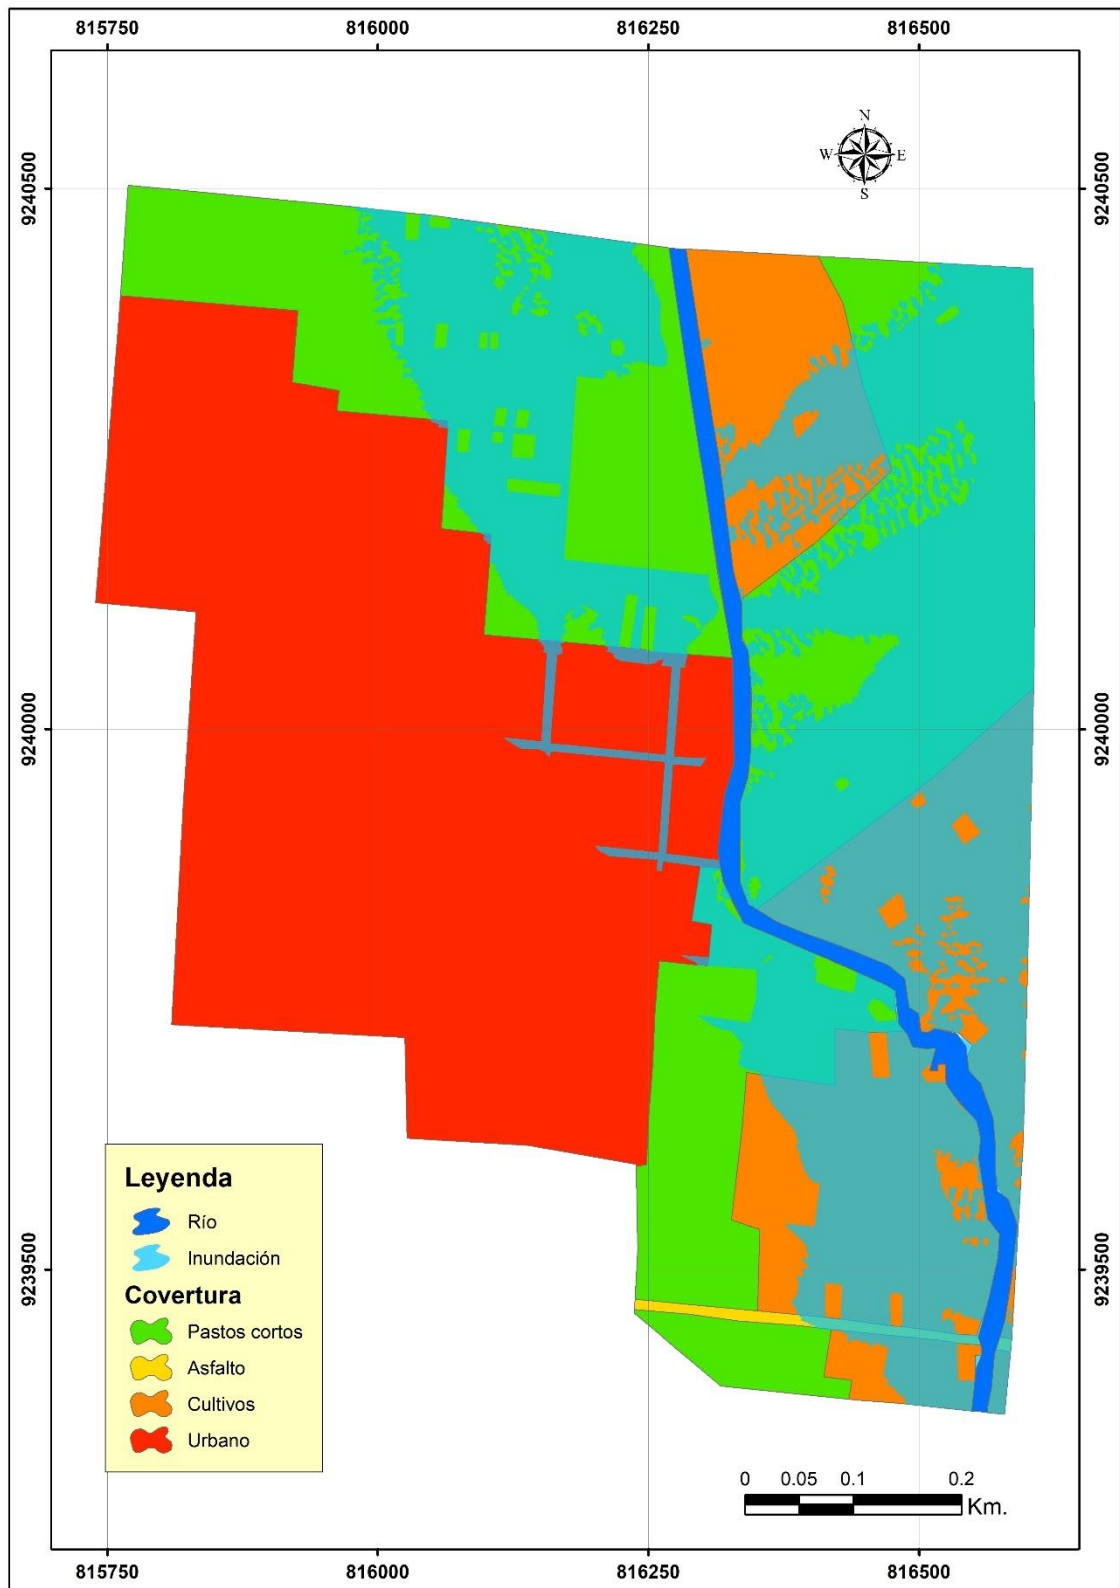 815750 816000 816250 816500
N
W E
S
9240500 9240500
9240000 9240000
9239500 9239500
Leyenda
Río
Inundación
Covertura
Pastos cortos
Asfalto
Cultivos
Urbano
0 0.05 0.1 0.2
Km.
815750 816000 816250 816500